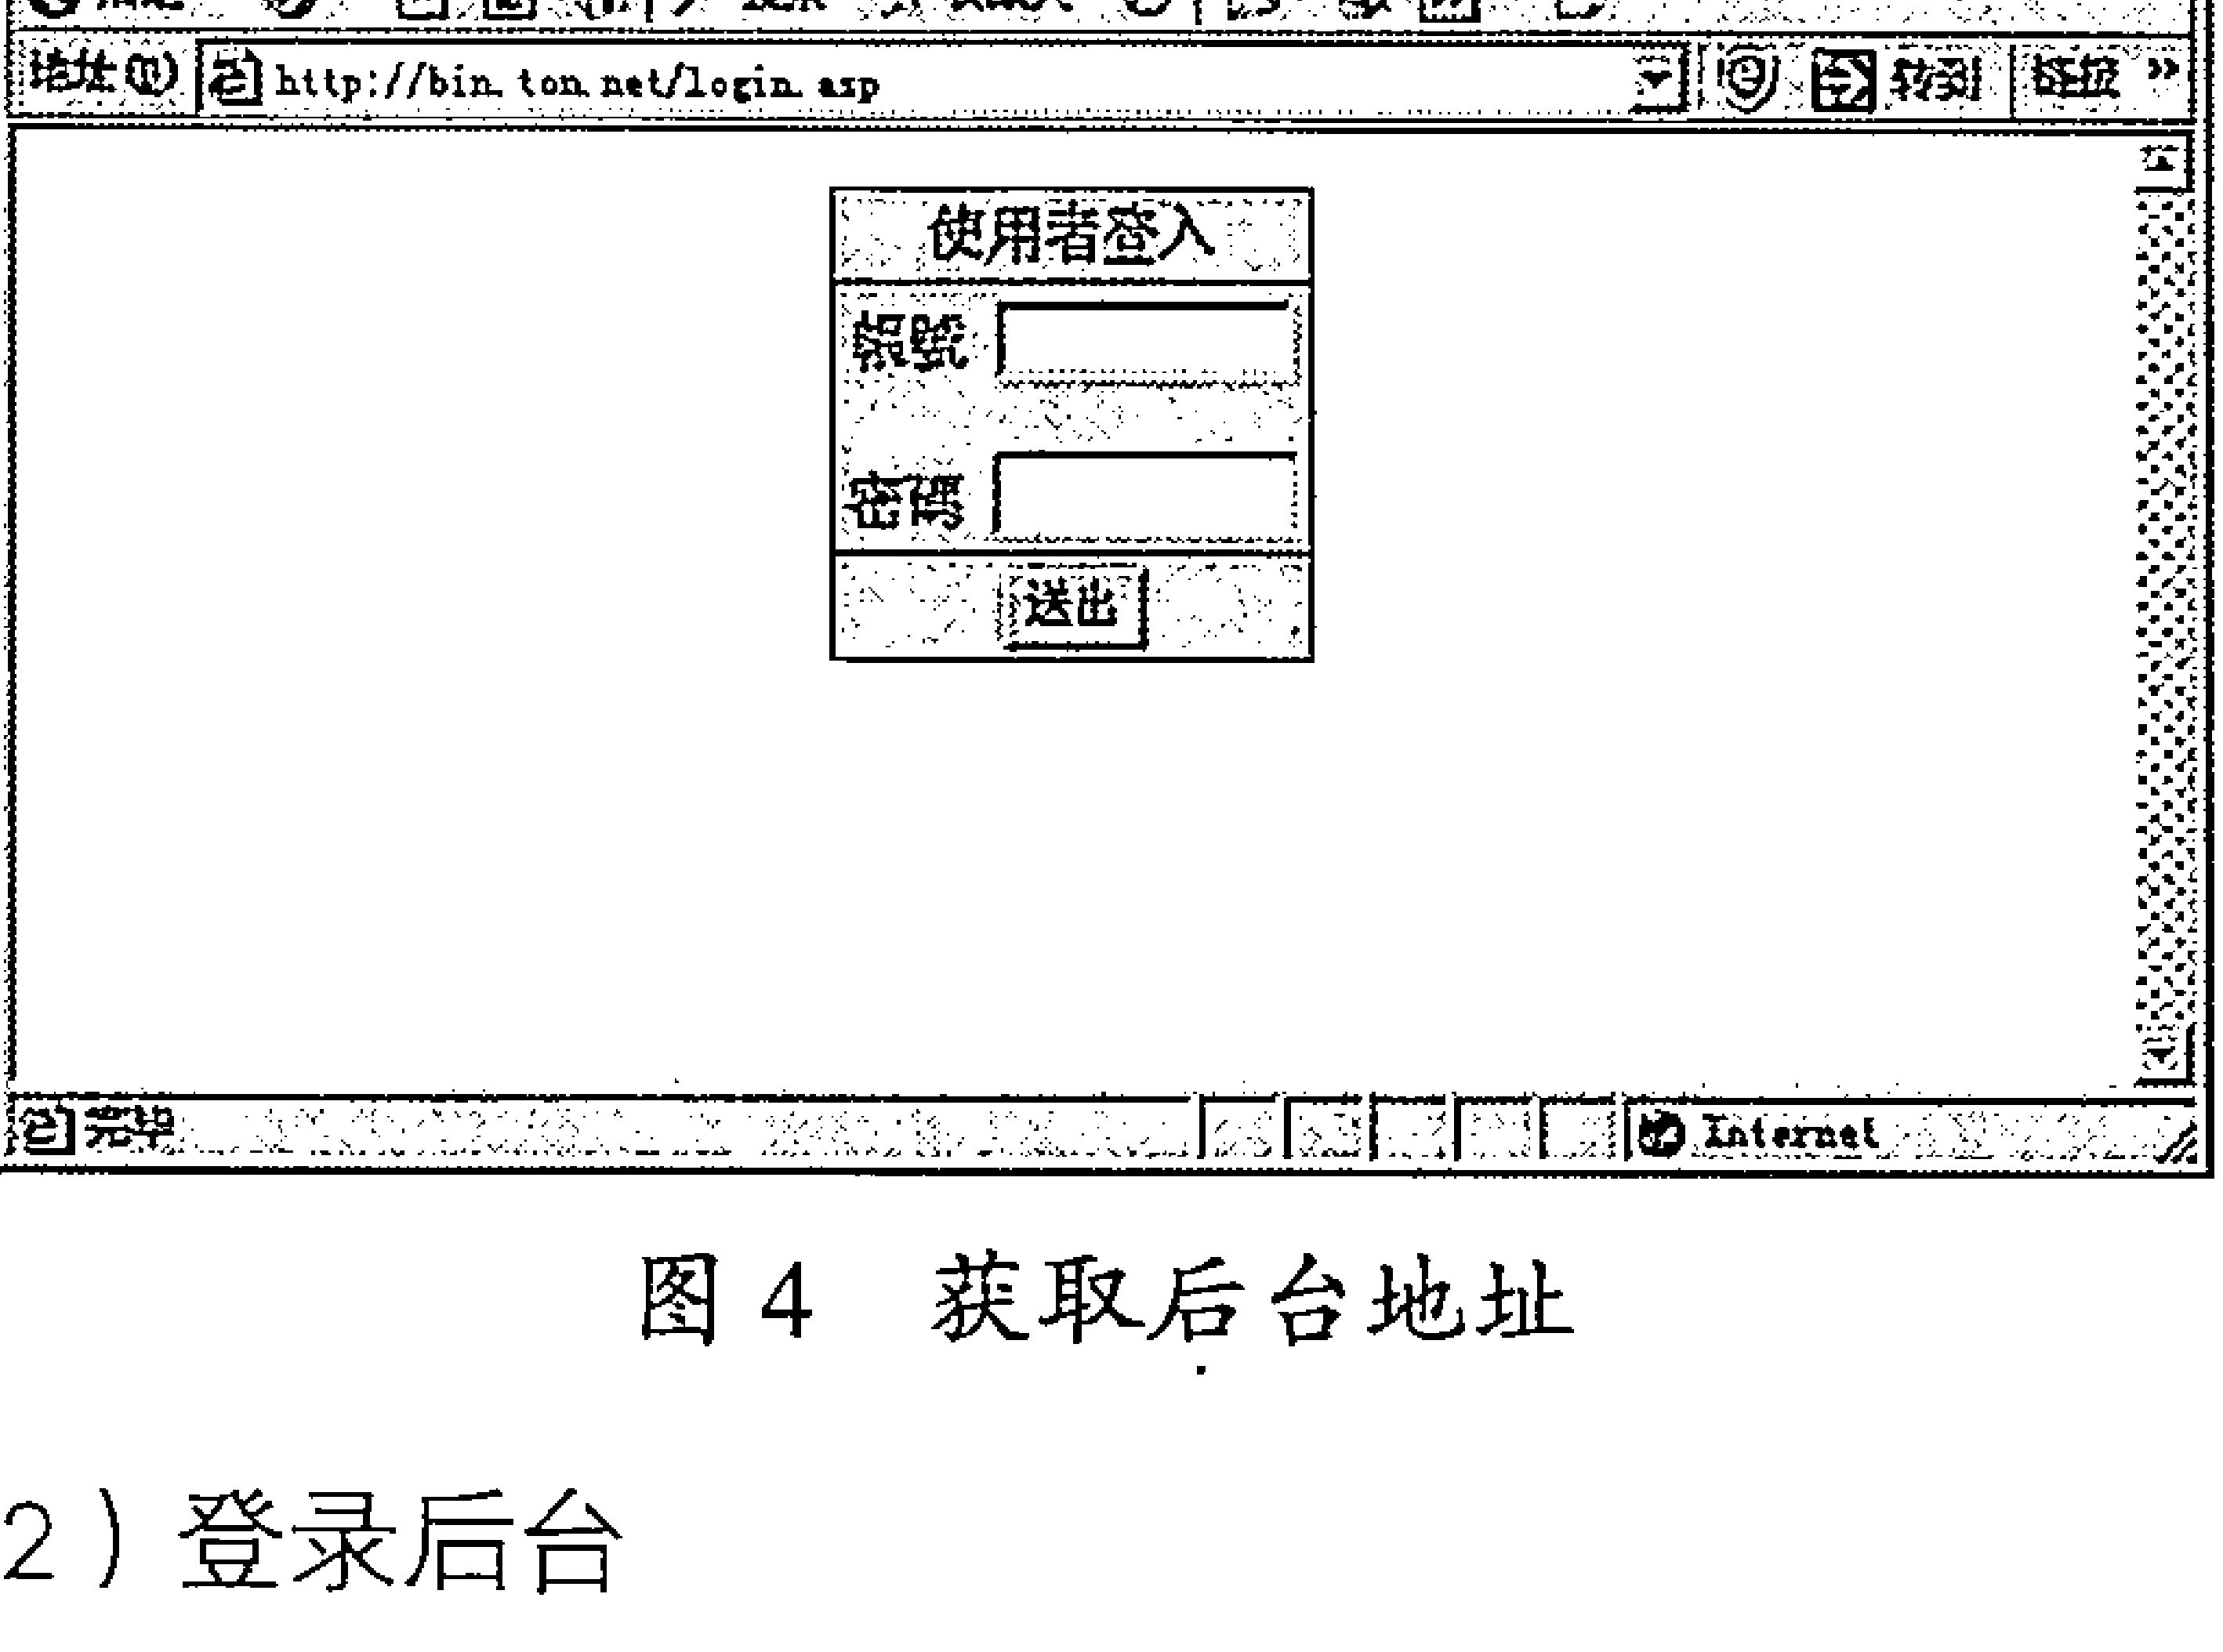 地址(D) http://bin.ton.net/login.asp 转到 链接 »
使用者登入
帳號
密碼
送出
完毕 Internet
图 4 获取后台地址
2）登录后台